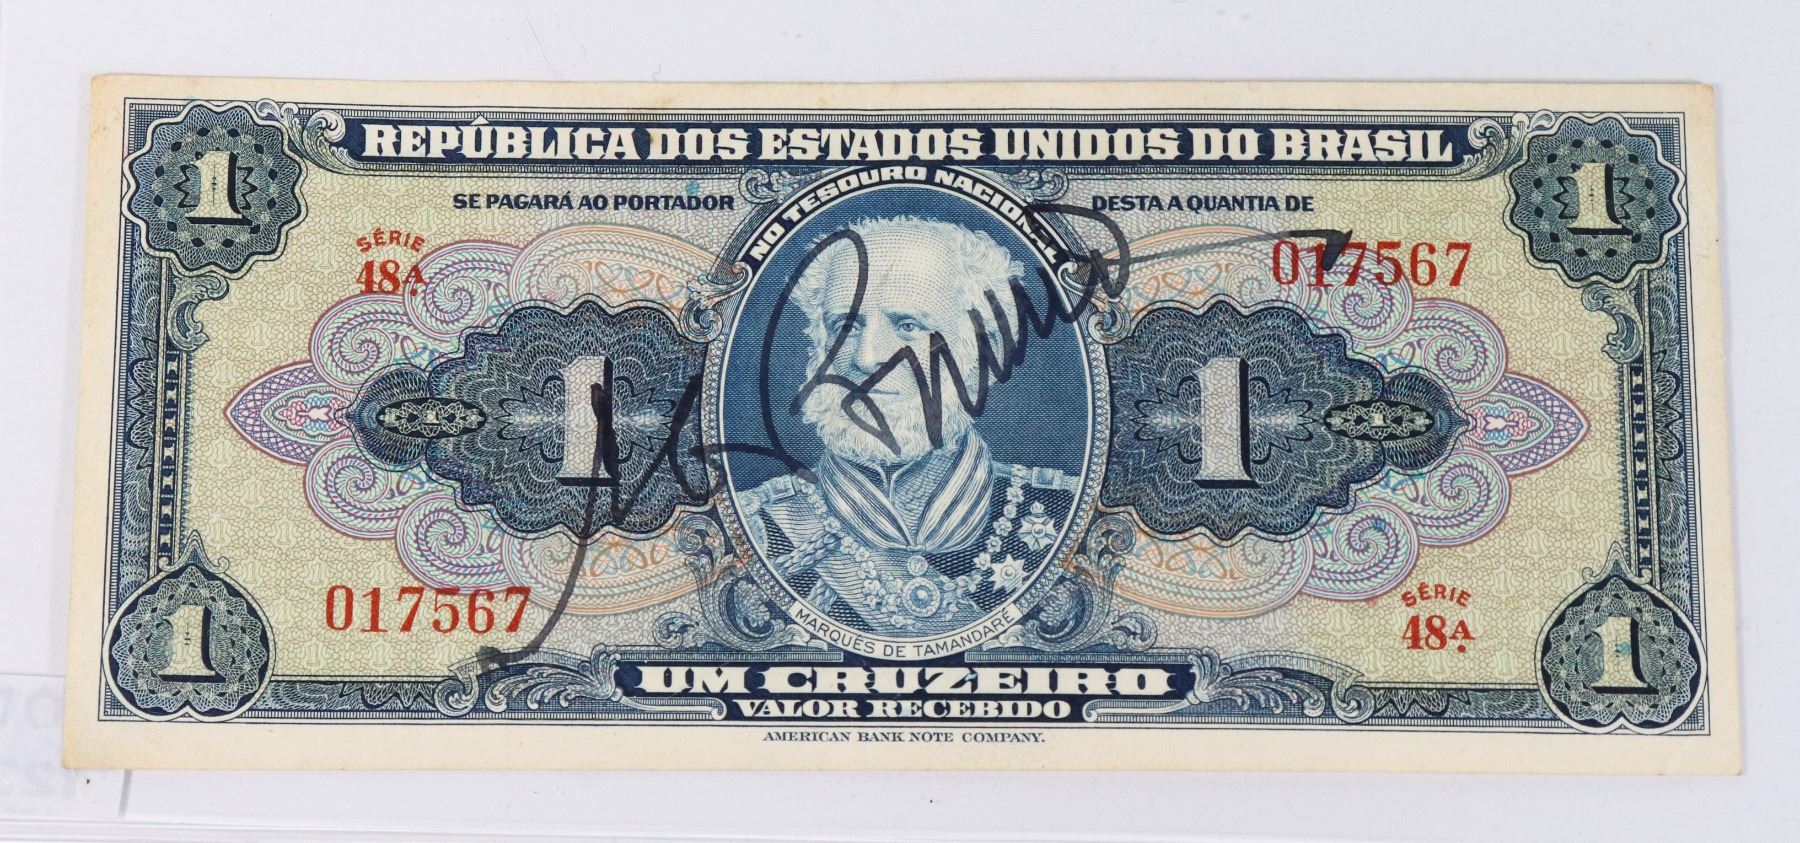 REPÚBLICA DOS ESTADOS UNIDOS DO BRASIL
1
1
SE PAGARÁ AO PORTADOR
NO TESOURO NACIONAL
DESTA A QUANTIA DE
SÉRIE
48A.
017567
1
1
017567
SÉRIE
48A.
MARQUÊS DE TAMANDARÉ
1
1
UM CRUZEIRO
VALOR RECEBIDO
AMERICAN BANK NOTE COMPANY.